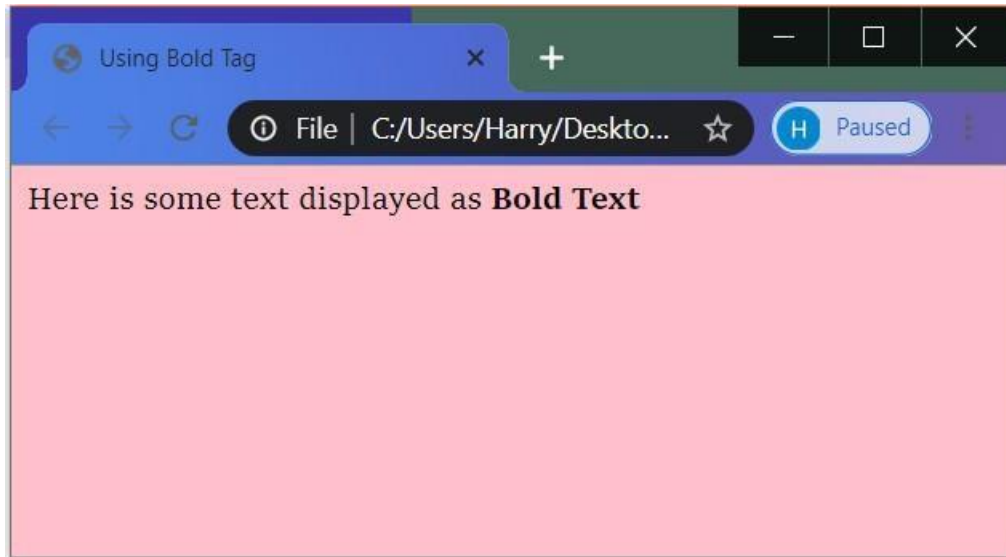 Using Bold Tag
File | C:/Users/Harry/Deskto...
H Paused
Here is some text displayed as Bold Text